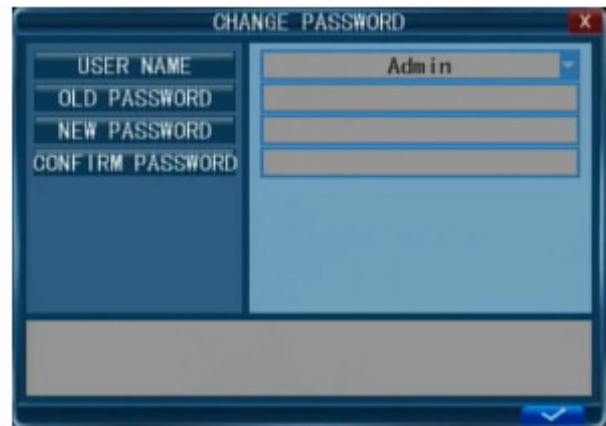 CHANGE PASSWORD X
USER NAME Admin
OLD PASSWORD
NEW PASSWORD
CONFIRM PASSWORD